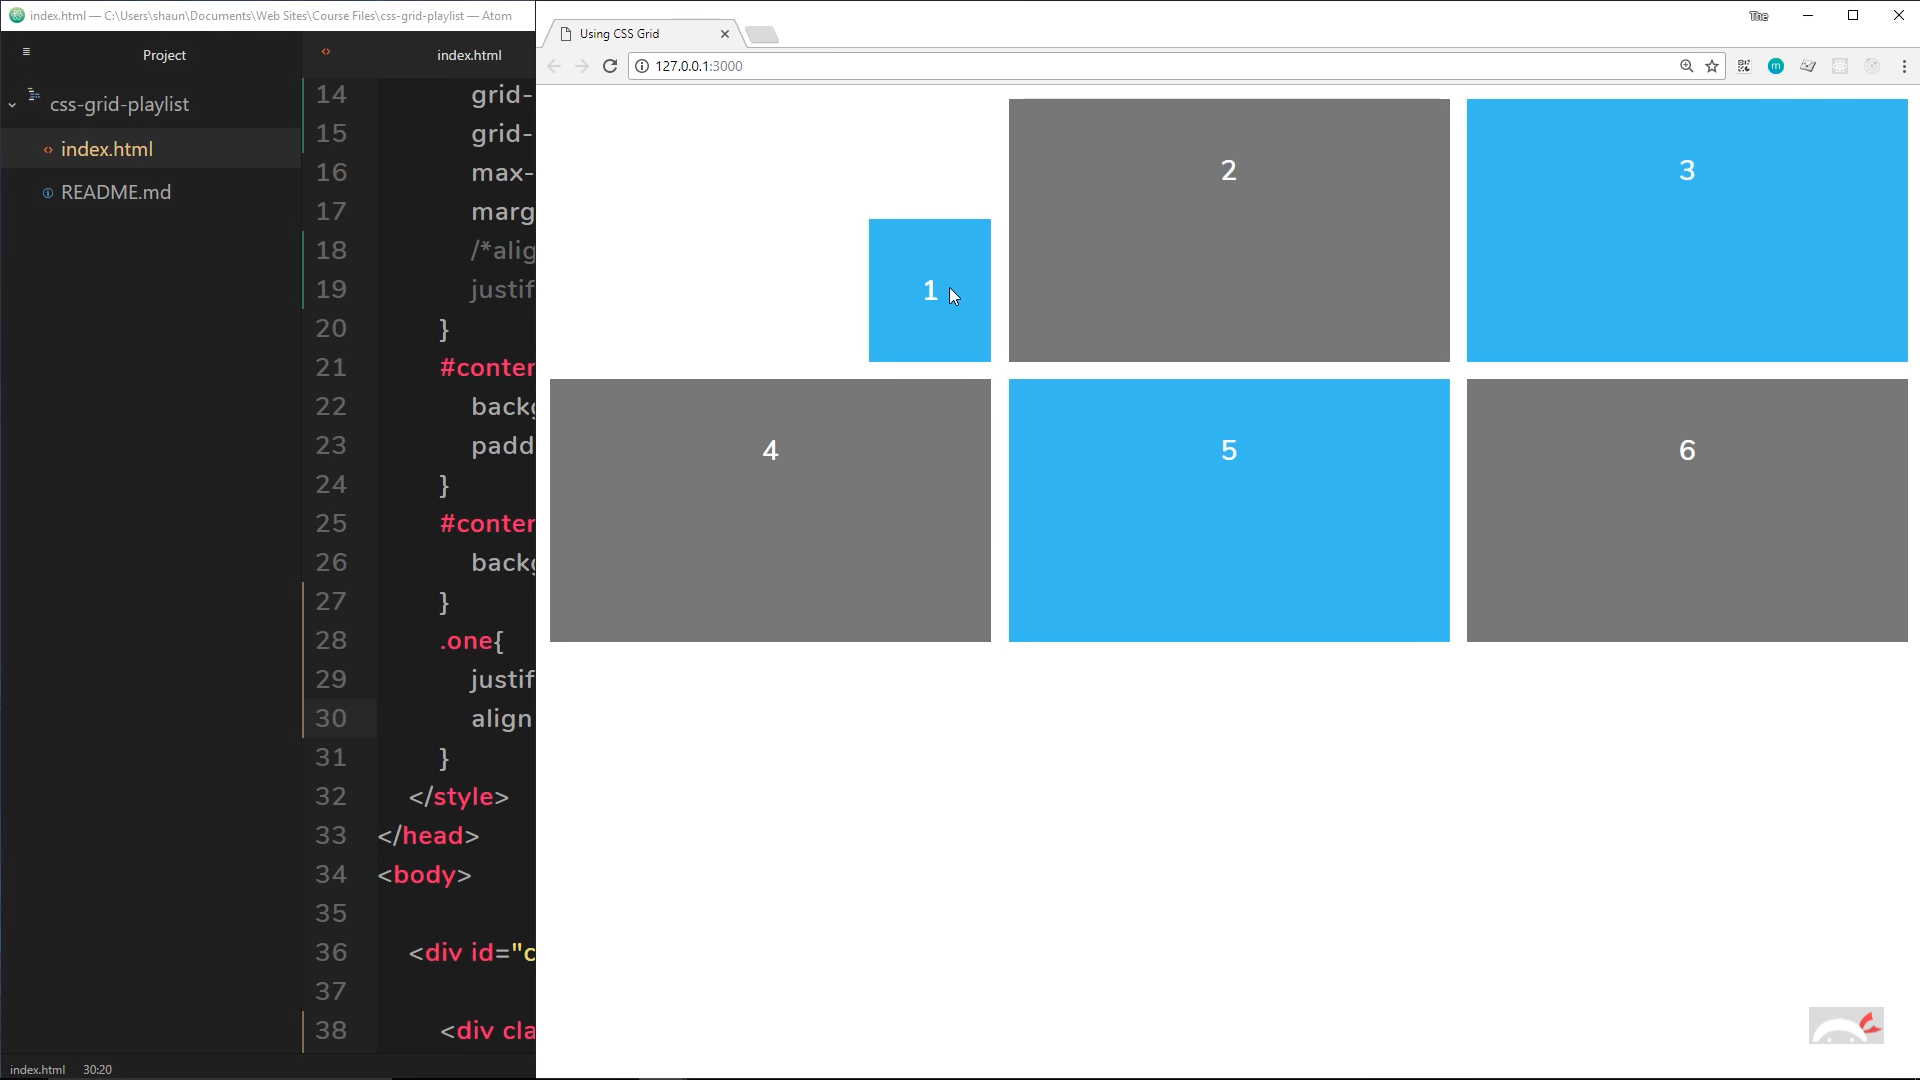 index.html — C:\Users\shaun\Documents\Web Sites\Course Files\css-grid-playlist — Atom
Project
index.html
css-grid-playlist
index.html
README.md
14 grid-
15 grid-
16 max-
17 marg
18 /*alig
19 justif
20 }
21 #conter
22 backg
23 padd
24 }
25 #conter
26 backg
27 }
28 .one{
29 justif
30 align
31 }
32 </style>
33 </head>
34 <body>
35
36 <div id="c
37
38 <div cla
index.html 30:20
Using CSS Grid
The
127.0.0.1:3000
m
1
2
3
4
5
6